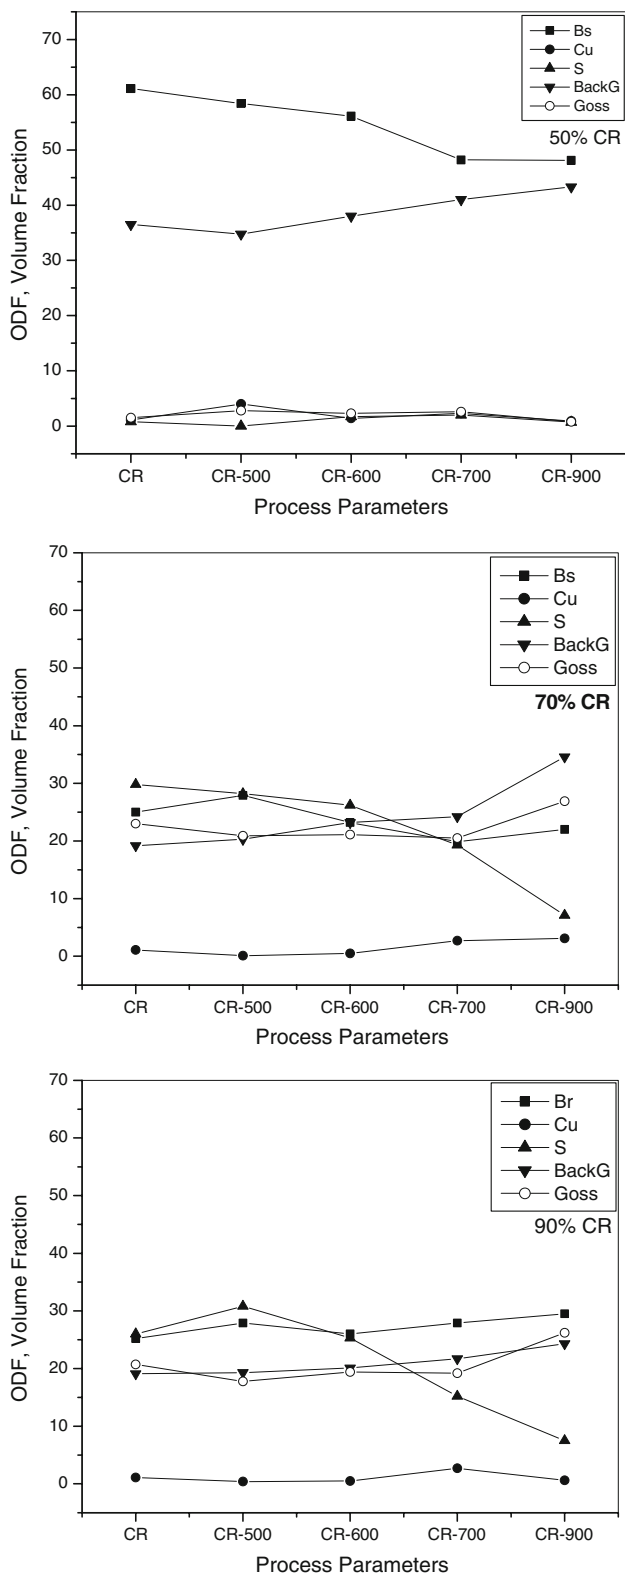 70
60
50
40
30
20
10
0
ODF, Volume Fraction
Bs
Cu
S
BackG
Goss
50% CR
CR CR-500 CR-600 CR-700 CR-900
Process Parameters
70
60
50
40
30
20
10
0
ODF, Volume Fraction
Bs
Cu
S
BackG
Goss
70% CR
CR CR-500 CR-600 CR-700 CR-900
Process Parameters
70
60
50
40
30
20
10
0
ODF, Volume Fraction
Br
Cu
S
BackG
Goss
90% CR
CR CR-500 CR-600 CR-700 CR-900
Process Parameters